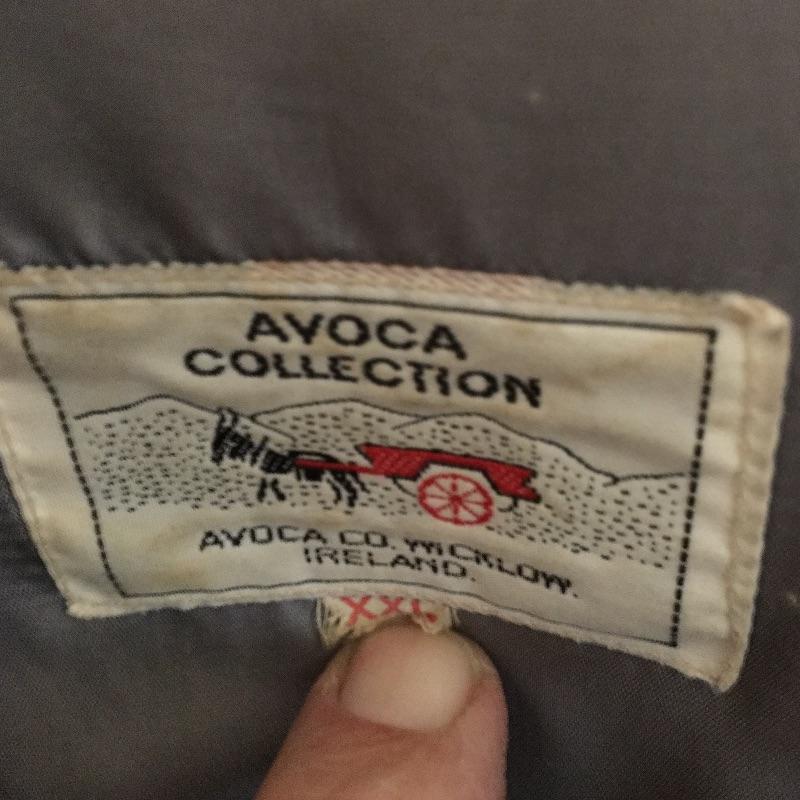 AVOCA
COLLECTION
AVOCA CO. WICKLOW.
IRELAND.
XXL